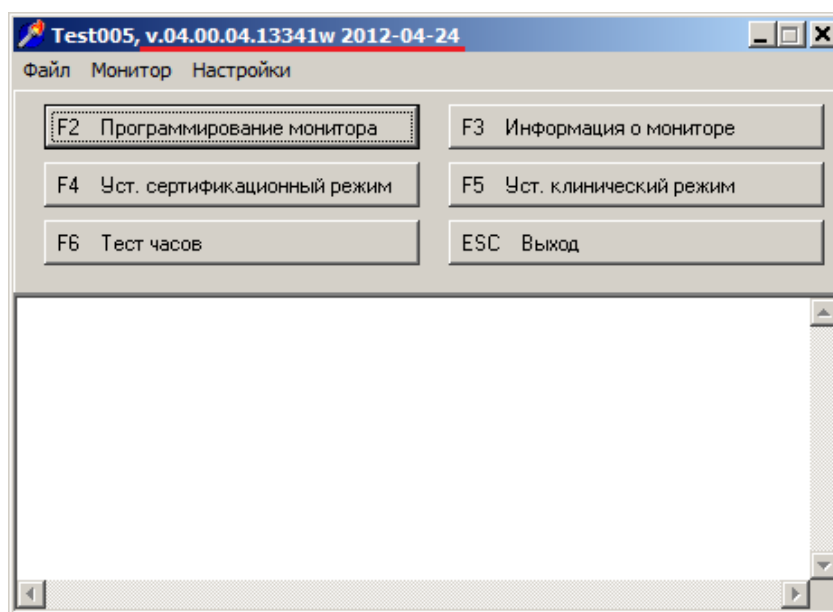 Test005, v.04.00.04.13341w 2012-04-24
Файл Монитор Настройки
F2 Программирование монитора F3 Информация о мониторе
F4 Уст. сертификационный режим F5 Уст. клинический режим
F6 Тест часов ESC Выход